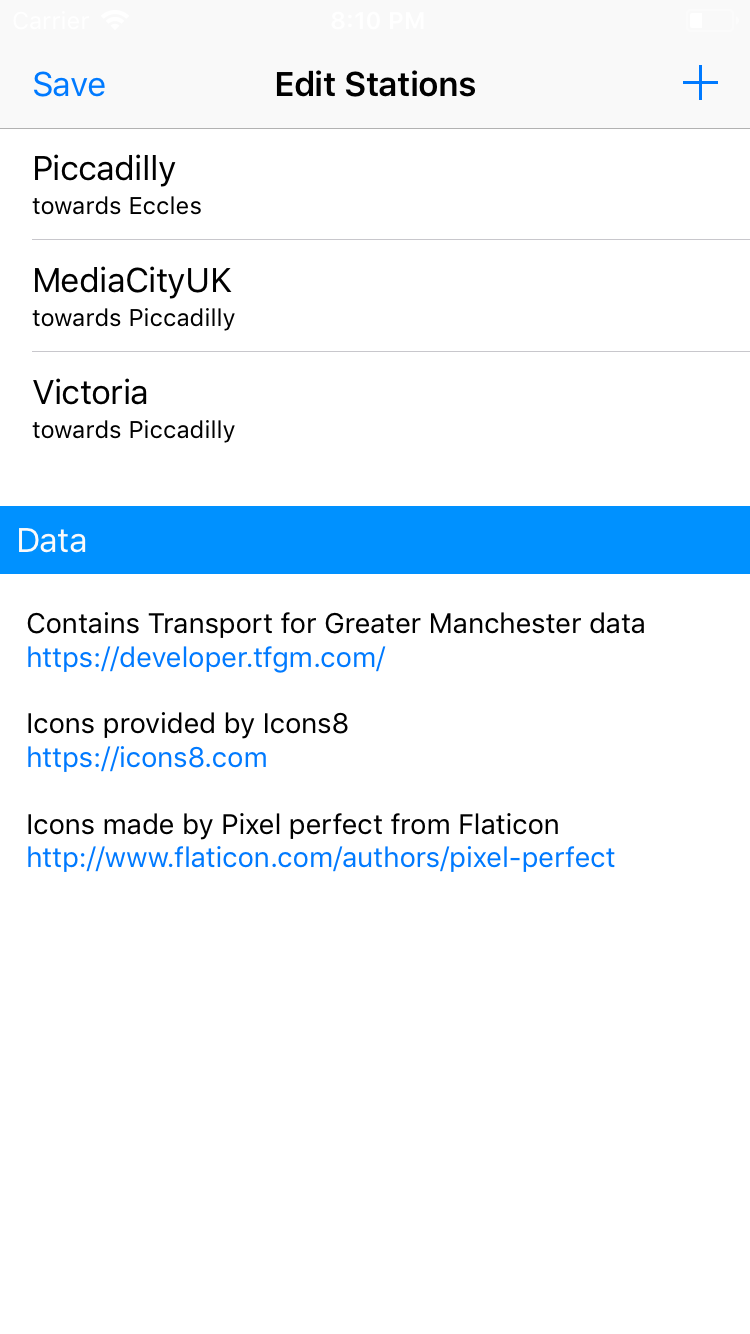 Carrier 8:10 PM
Save Edit Stations +
Piccadilly
towards Eccles
MediaCityUK
towards Piccadilly
Victoria
towards Piccadilly
Data
Contains Transport for Greater Manchester data
https://developer.tfgm.com/
Icons provided by Icons8
https://icons8.com
Icons made by Pixel perfect from Flaticon
http://www.flaticon.com/authors/pixel-perfect